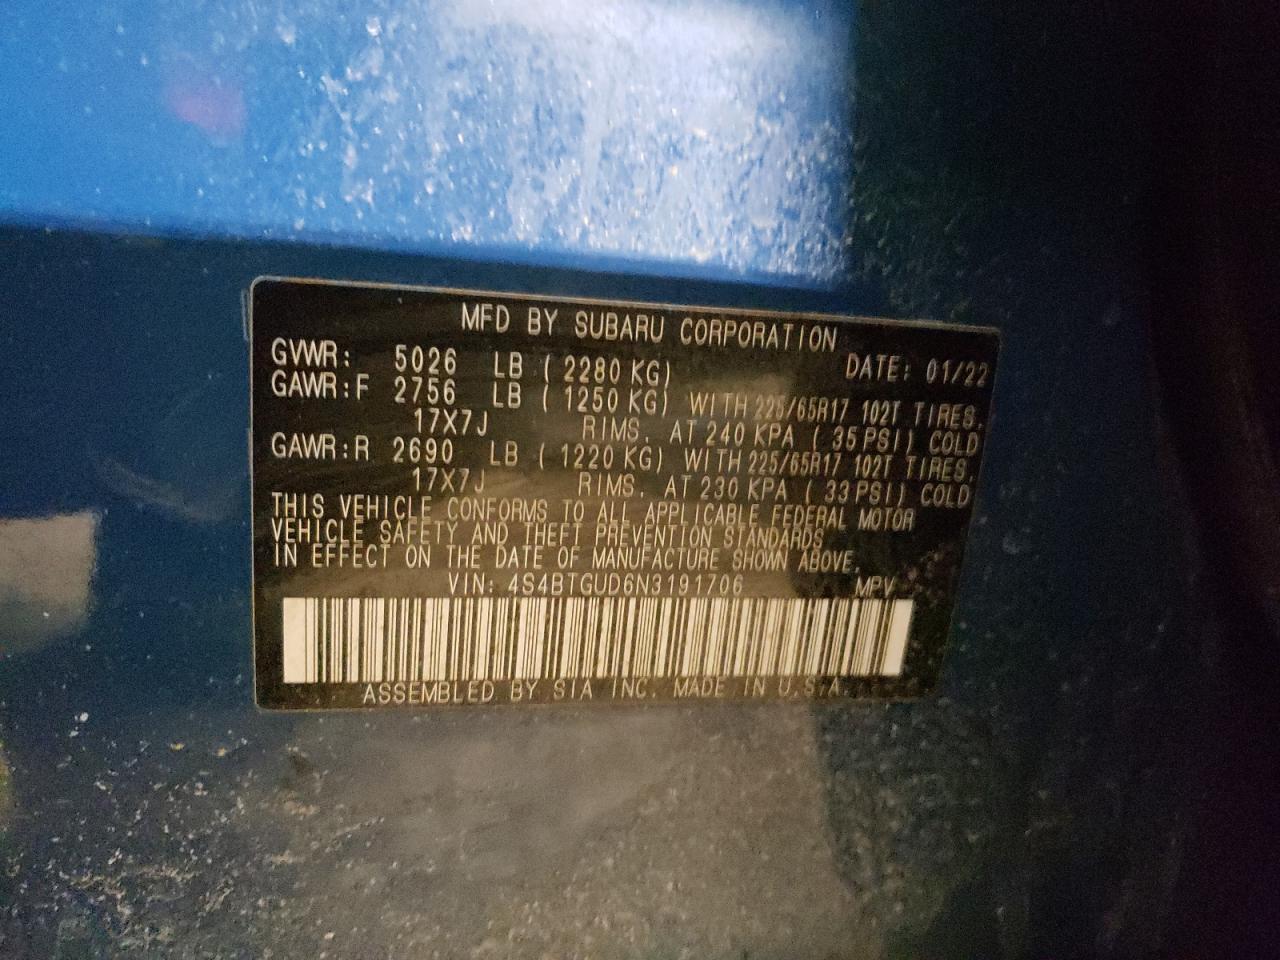 MFD BY SUBARU CORPORATION
GVWR: 5026 LB ( 2280 KG) DATE: 01/22
GAWR:F 2756 LB ( 1250 KG) WITH 225/65R17 102T TIRES,
17X7J RIMS, AT 240 KPA ( 35 PSI) COLD
GAWR:R 2690 LB ( 1220 KG) WITH 225/65R17 102T TIRES,
17X7J RIMS, AT 230 KPA ( 33 PSI) COLD
THIS VEHICLE CONFORMS TO ALL APPLICABLE FEDERAL MOTOR
VEHICLE SAFETY AND THEFT PREVENTION STANDARDS
IN EFFECT ON THE DATE OF MANUFACTURE SHOWN ABOVE.
VIN: 4S4BTGUD6N3191706 MPV
ASSEMBLED BY SIA INC. MADE IN U.S.A.